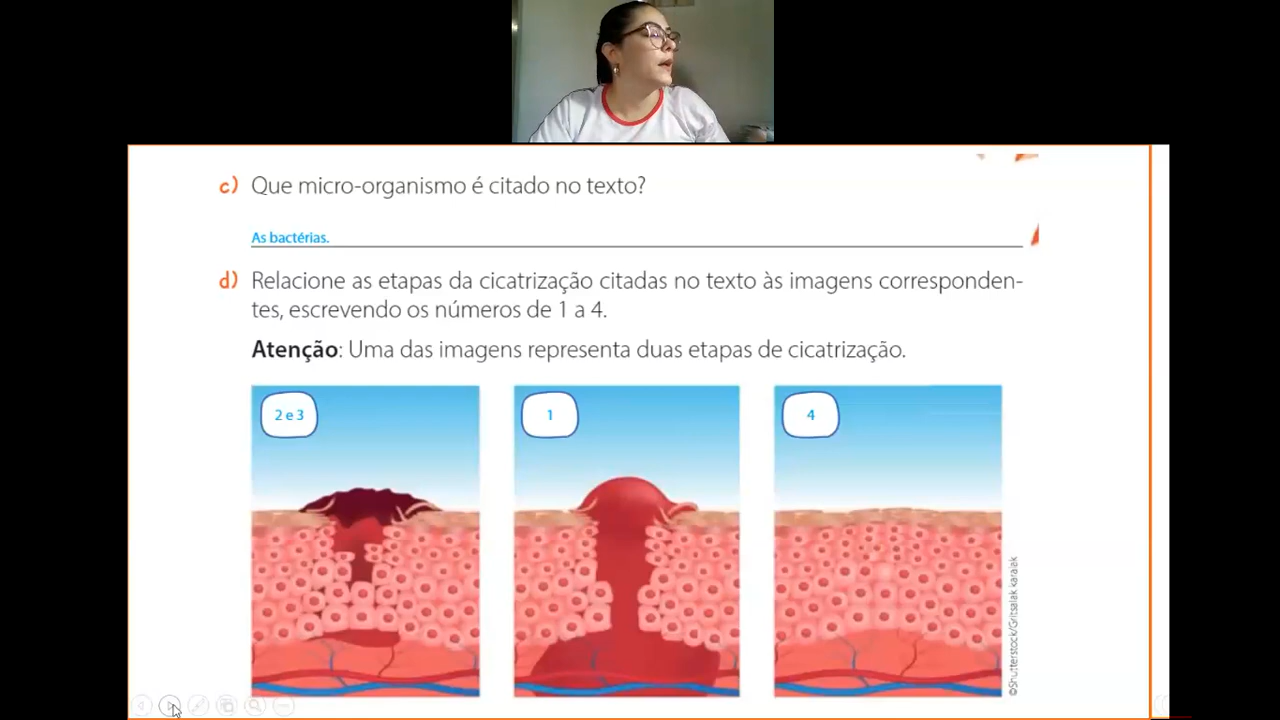 c) Que micro-organismo é citado no texto?
As bactérias.
d) Relacione as etapas da cicatrização citadas no texto às imagens corresponden-
tes, escrevendo os números de 1 a 4.
Atenção: Uma das imagens representa duas etapas de cicatrização.
2 e 3
1
4
©Shutterstock/Gritsalak Karalak